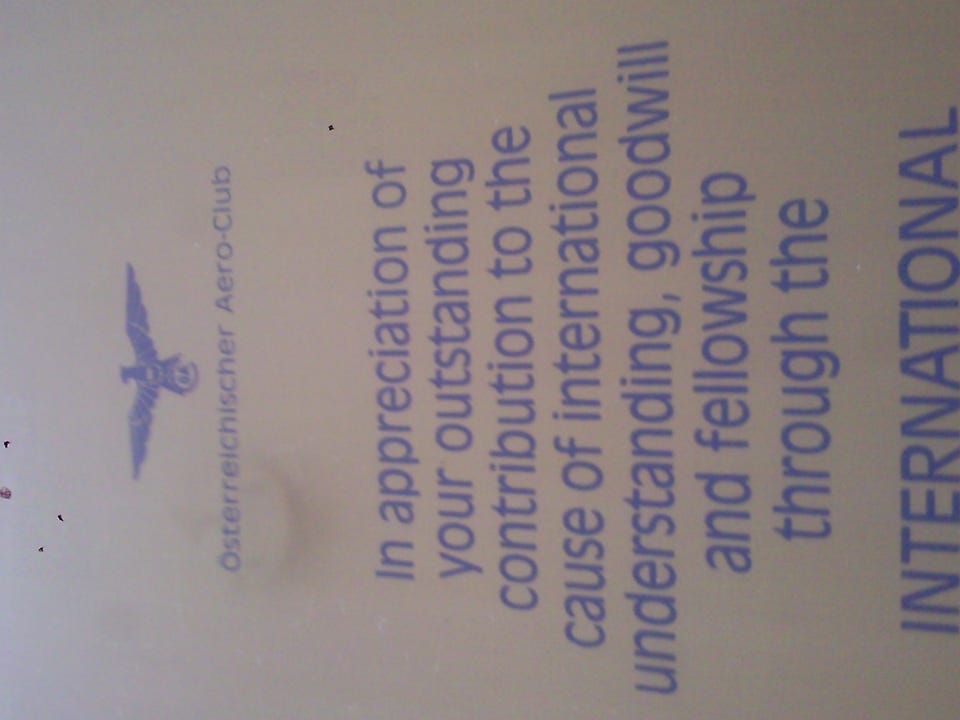 Österreichischer Aero-Club
In appreciation of
your outstanding
contribution to the
cause of international
understanding, goodwill
and fellowship
through the
INTERNATIONAL